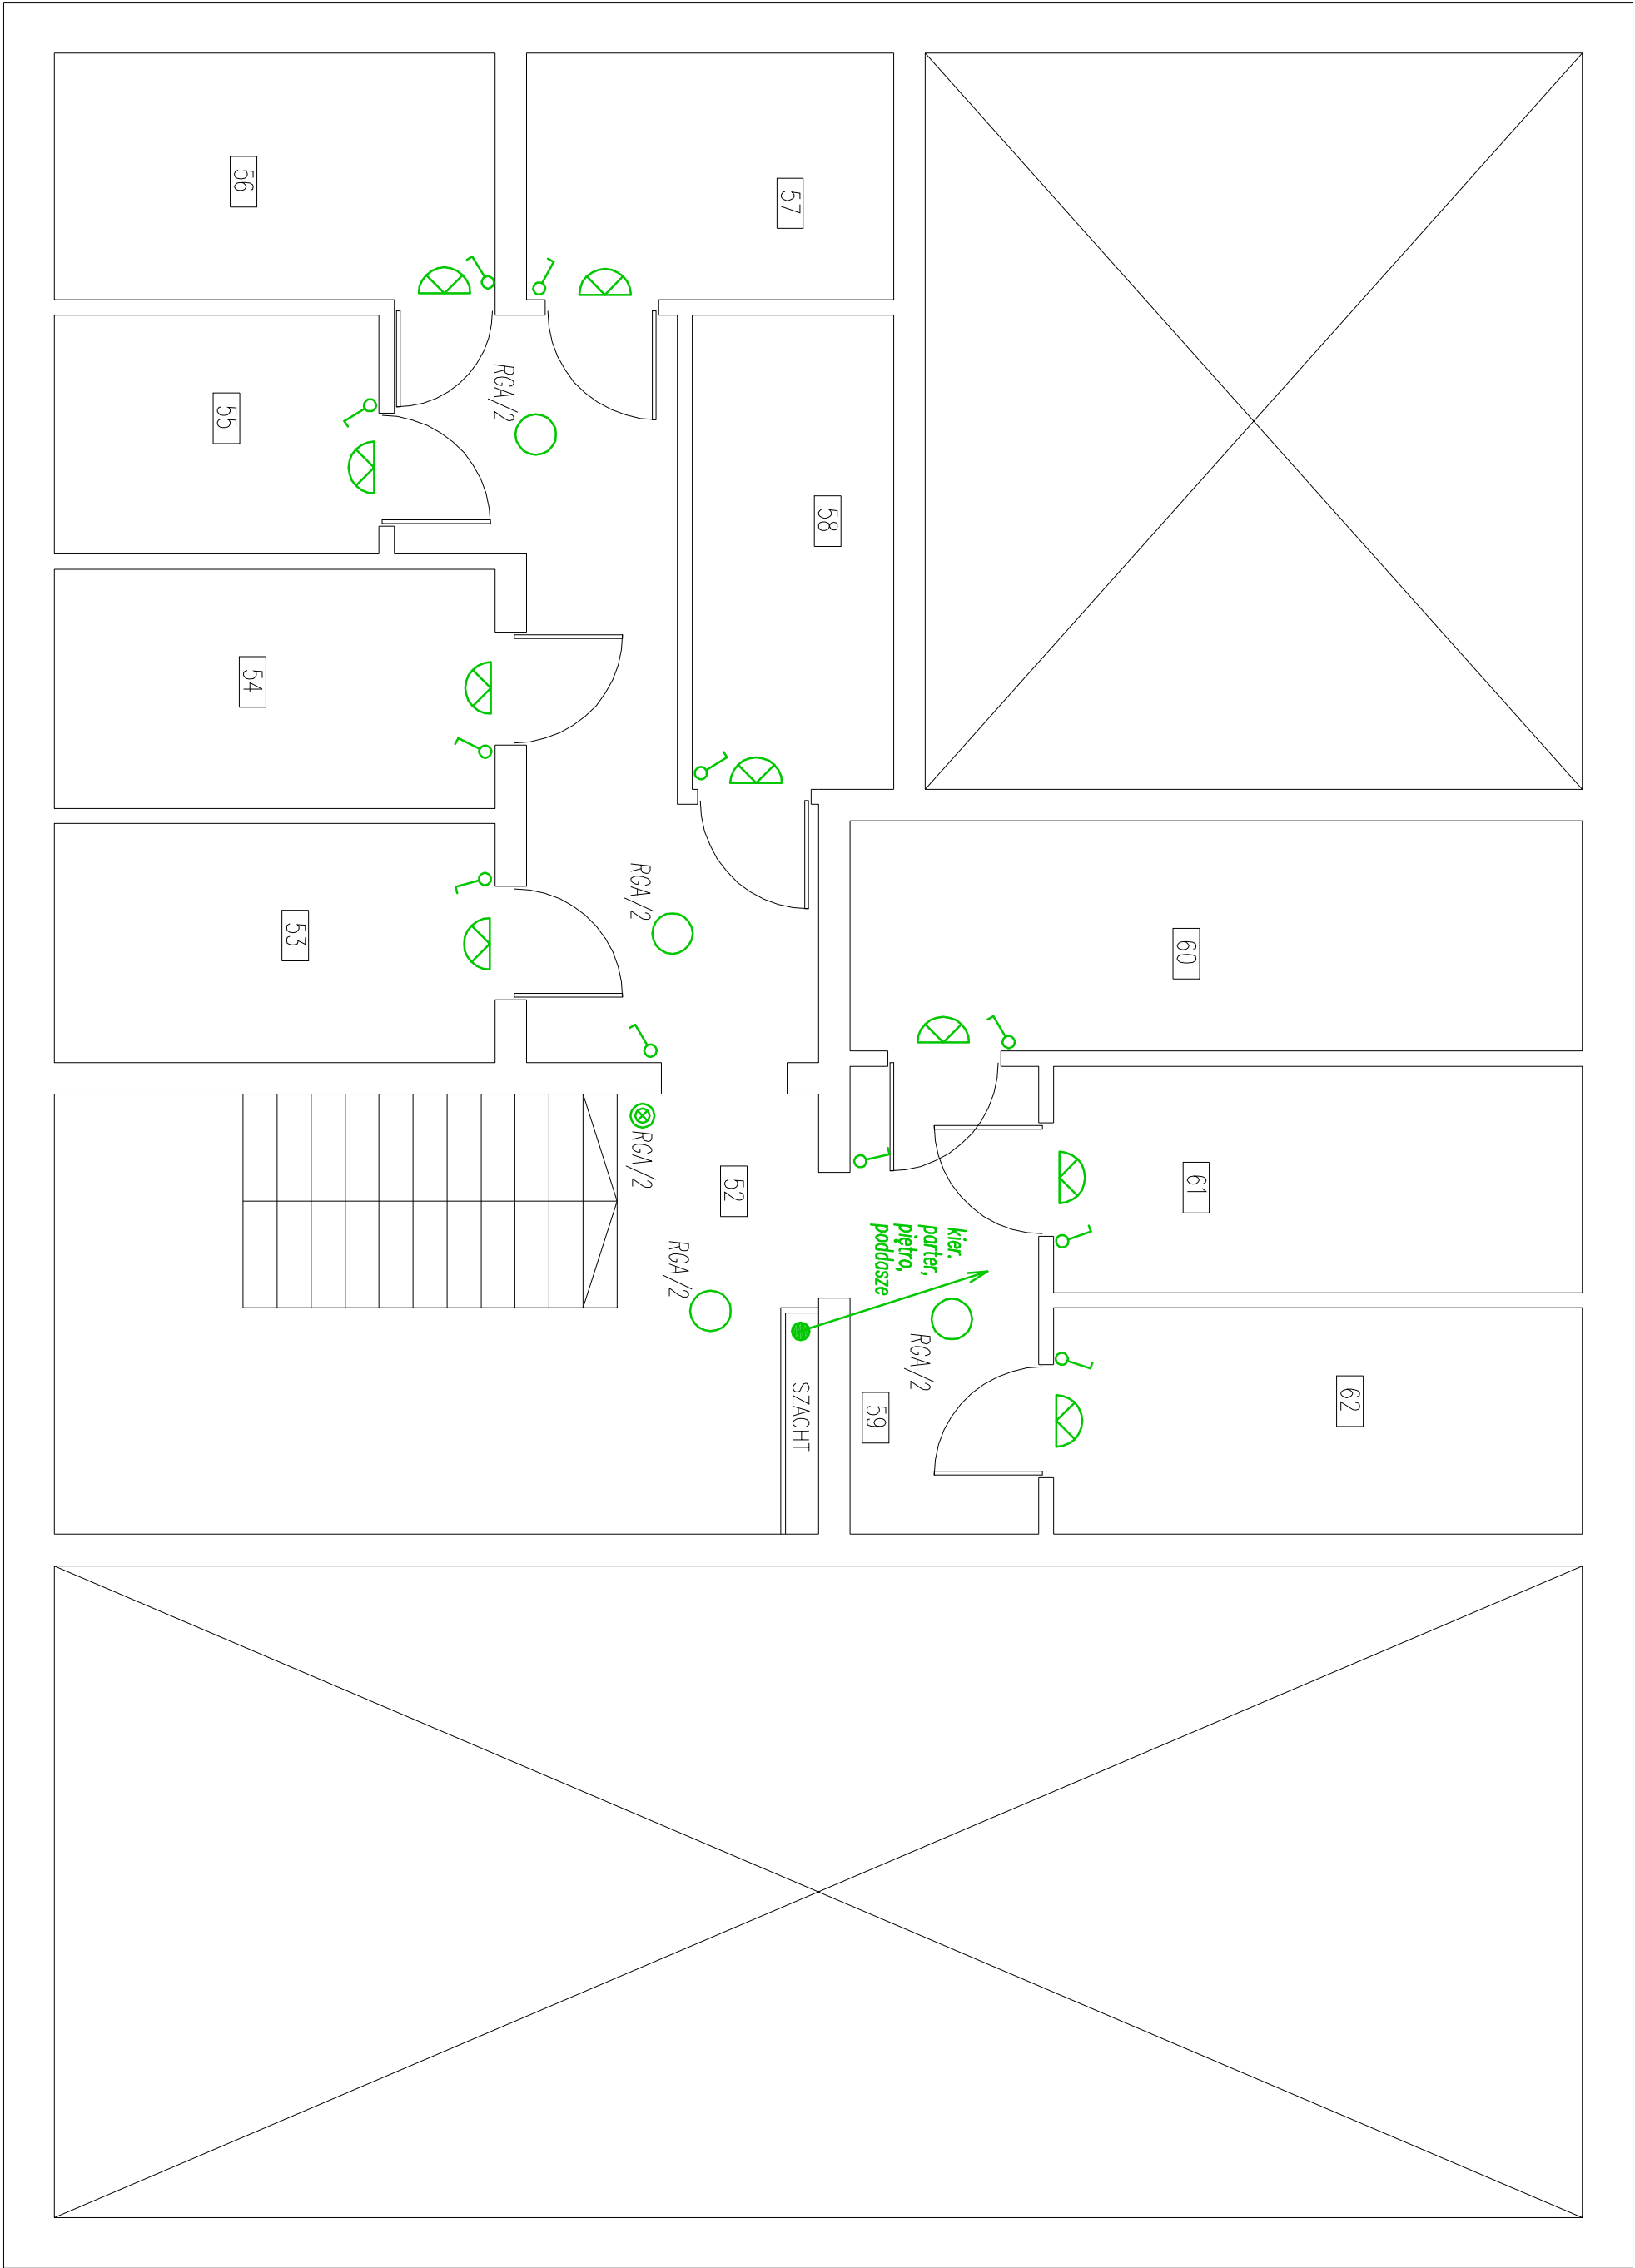 56
57
RGA/2
55
58
54
RGA/2
53
60
RGA/2
52
61
kier.
parter,
piętro,
poddasze
RGA/2
RGA/2
62
59
SZACHT